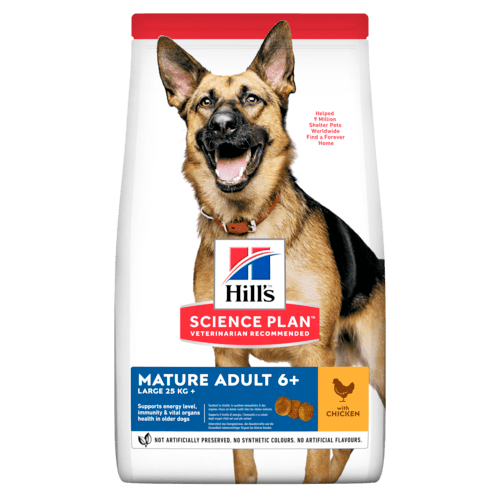 Helped
9 Million
Shelter Pets
Worldwide
Find a Forever
Home
Hill's
SCIENCE PLAN™
VETERINARIAN RECOMMENDED
MATURE ADULT 6+
LARGE 25 KG +
Supports energy level,
immunity & vital organs
health in older dogs
with
CHICKEN
NOT ARTIFICIALLY PRESERVED. NO SYNTHETIC COLOURS. NO ARTIFICIAL FLAVOURS.